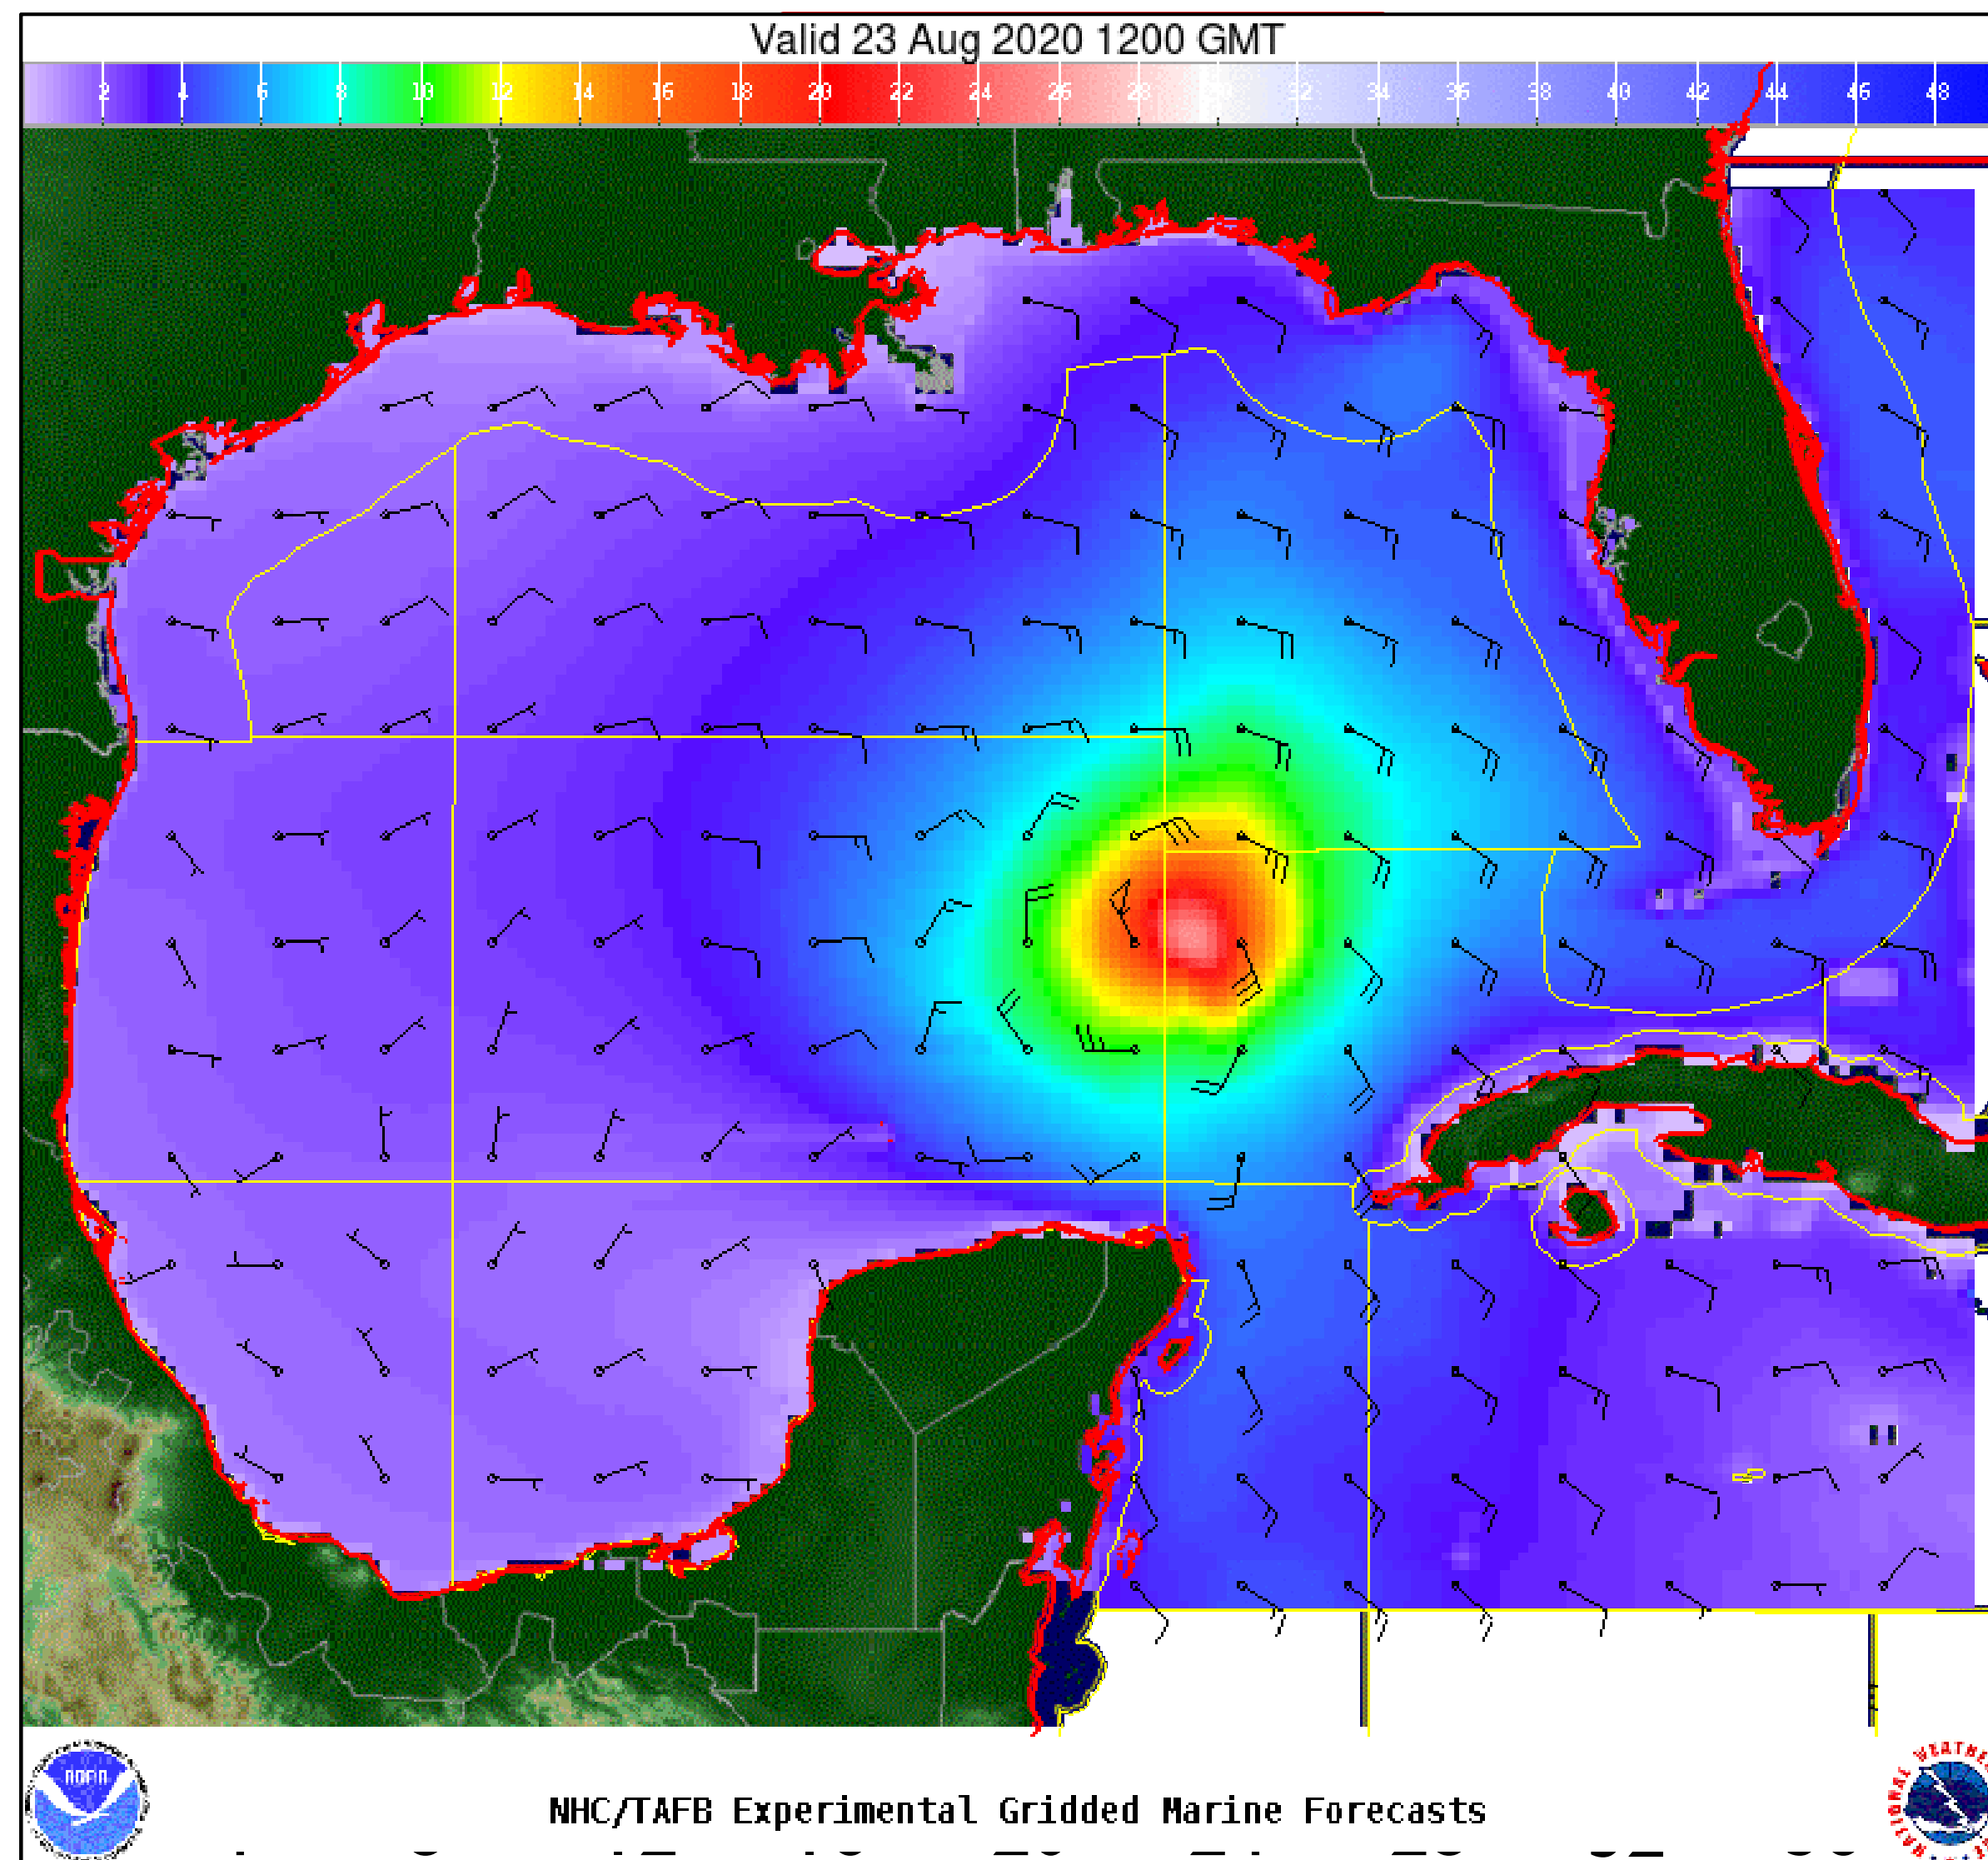 Valid 23 Aug 2020 1200 GMT
2 4 6 8 10 12 14 16 18 20 22 24 26 28 30 32 34 36 38 40 42 44 46 48
NOAA
NHC/TAFB Experimental Gridded Marine Forecasts